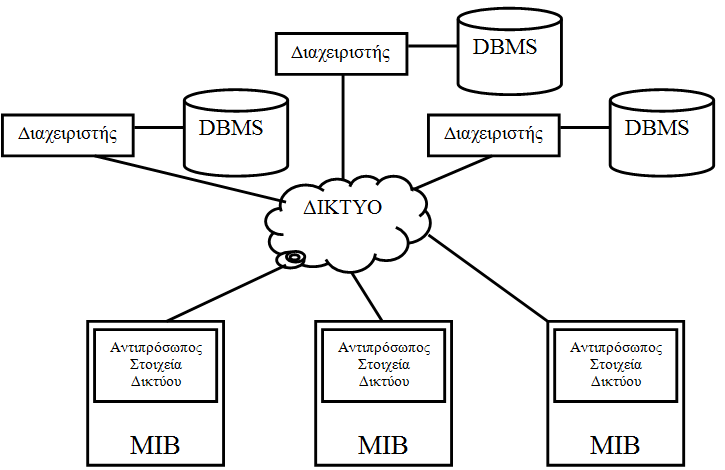 Διαχειριστής
DBMS
Διαχειριστής
DBMS
Διαχειριστής
DBMS
ΔΙΚΤΥΟ
Αντιπρόσωπος
Στοιχεία
Δικτύου
MIB
Αντιπρόσωπος
Στοιχεία
Δικτύου
MIB
Αντιπρόσωπος
Στοιχεία
Δικτύου
MIB